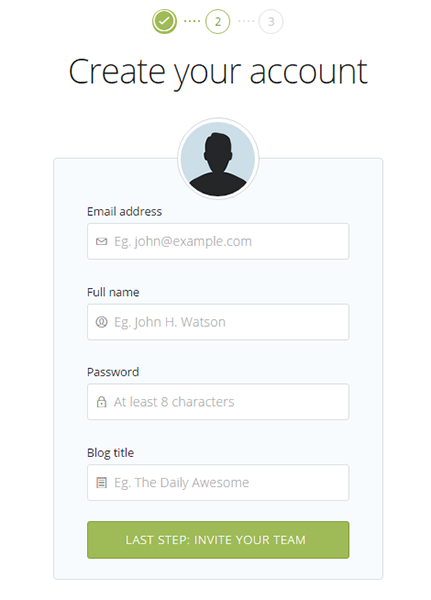 2 3
Create your account
Email address
Eg. john@example.com
Full name
Eg. John H. Watson
Password
At least 8 characters
Blog title
Eg. The Daily Awesome
LAST STEP: INVITE YOUR TEAM